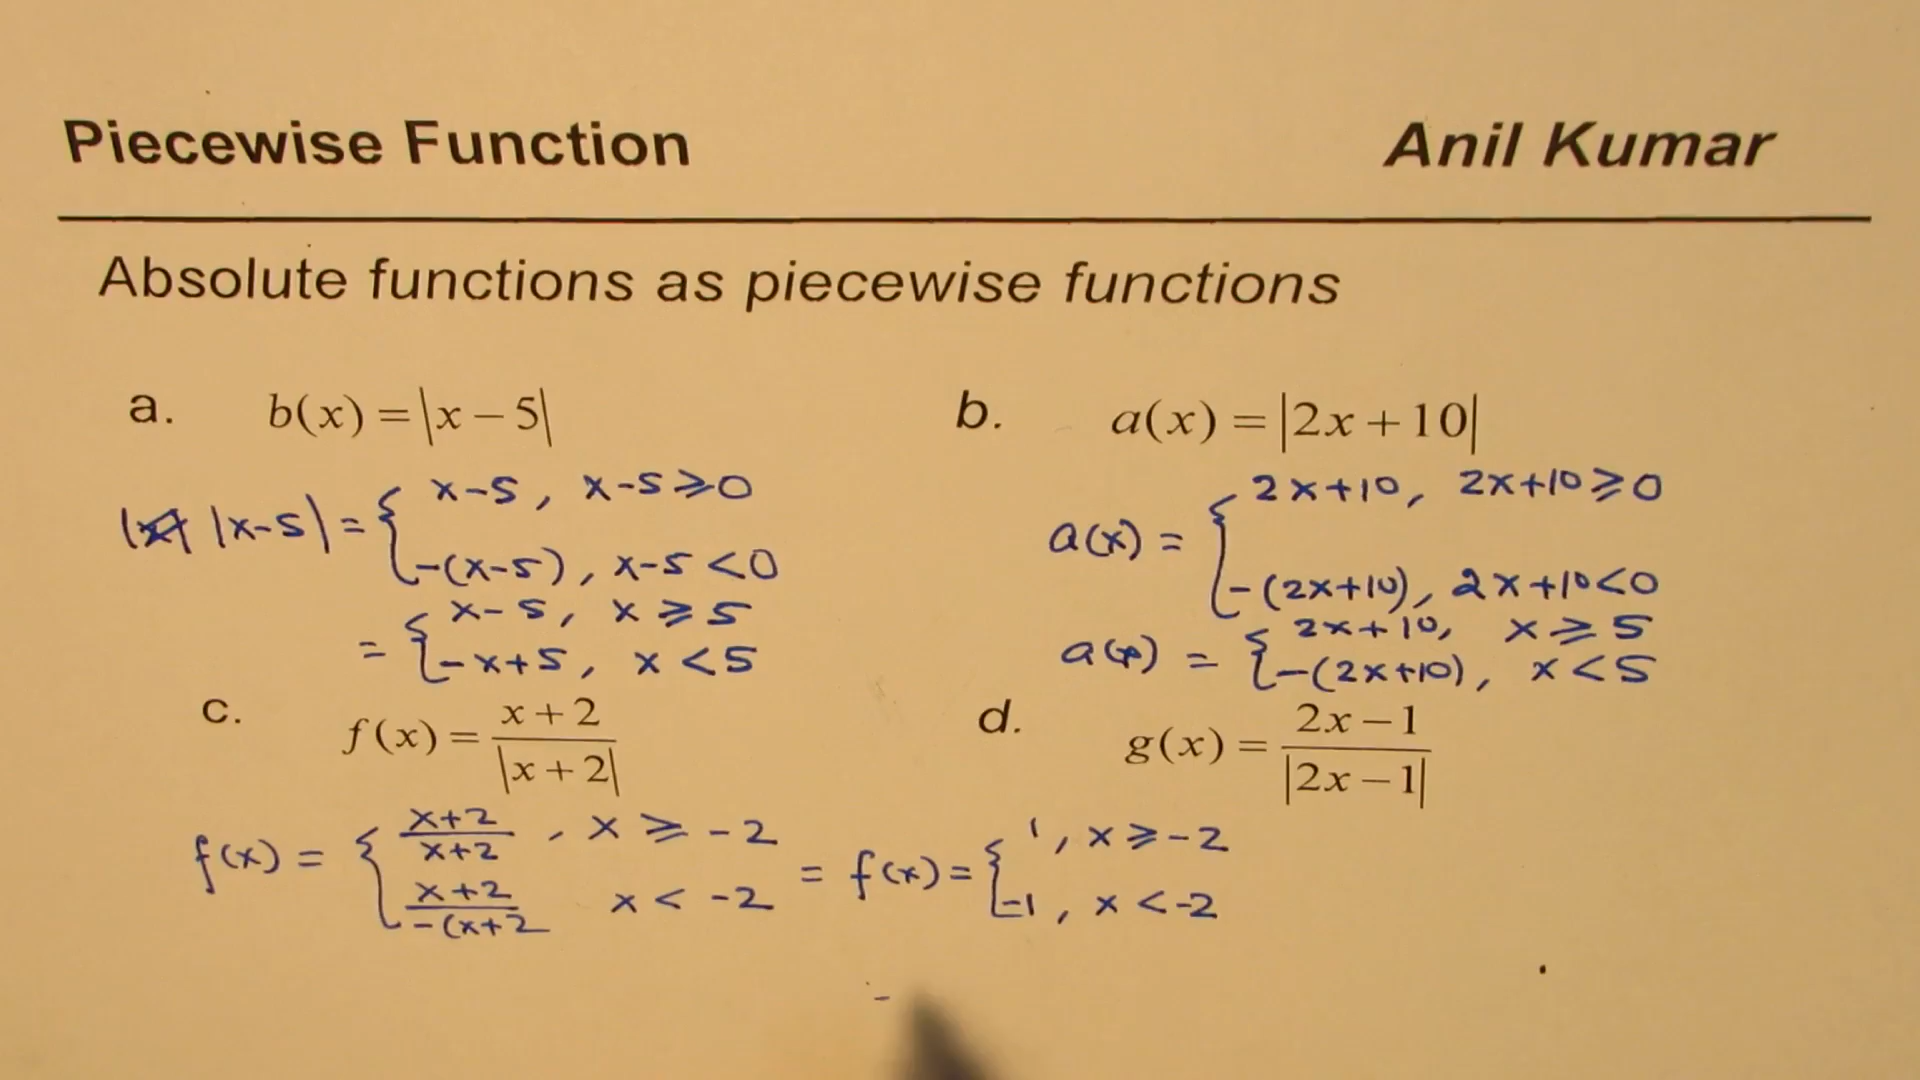 Piecewise Function Anil Kumar
Absolute functions as piecewise functions
a. b(x) = |x − 5|
|x-5| = { x-5, x-5 ≥ 0
-(x-5), x-5 < 0
= { x-5, x ≥ 5
-x+5, x < 5
b. a(x) = |2x + 10|
a(x) = { 2x+10, 2x+10 ≥ 0
-(2x+10), 2x+10 < 0
a(x) = { 2x+10, x ≥ 5
-(2x+10), x < 5
c. f(x) = x + 2 / |x + 2|
f(x) = { x+2 / x+2, x ≥ -2
x+2 / -(x+2 x < -2
= f(x) = { 1, x ≥ -2
-1, x < -2
d. g(x) = 2x − 1 / |2x − 1|